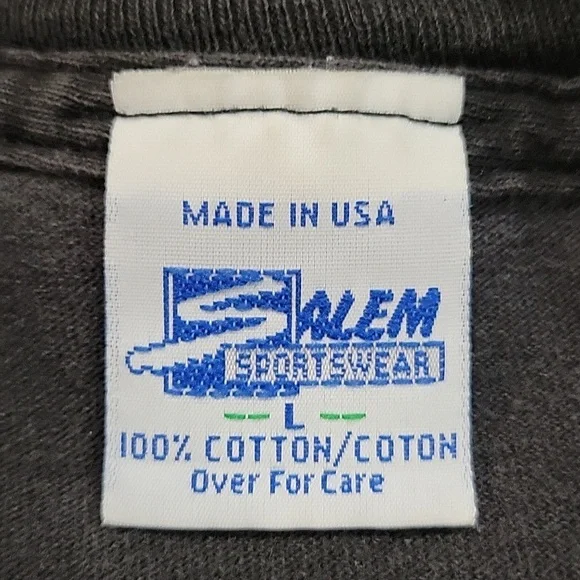 MADE IN USA
SALEM
SPORTSWEAR
L
100% COTTON/COTON
Over For Care